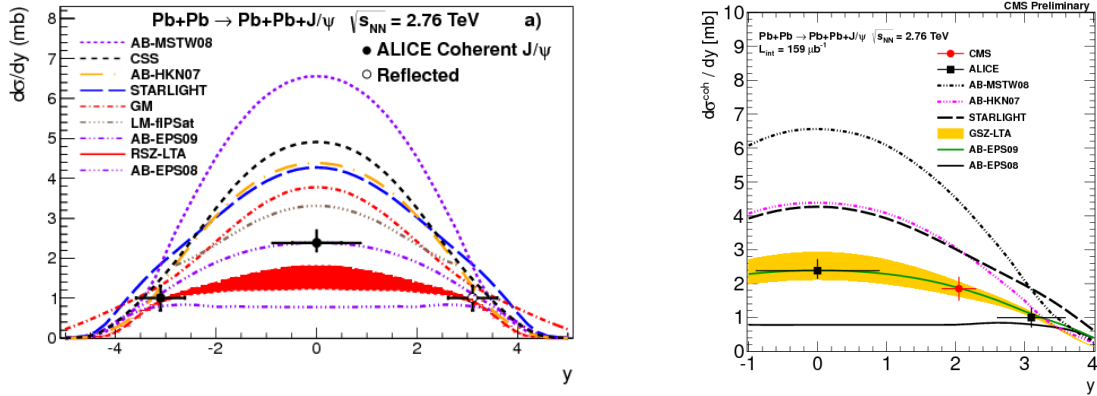 Pb+Pb → Pb+Pb+J/ψ √sNN = 2.76 TeV a)
dσ/dy (mb)
AB-MSTW08
CSS
AB-HKN07
STARLIGHT
GM
LM-fIPSat
AB-EPS09
RSZ-LTA
AB-EPS08
ALICE Coherent J/ψ
Reflected
8
7
6
5
4
3
2
1
0
-4 -2 0 2 4
y
CMS Preliminary
dσcoh / dy [mb]
Pb+Pb → Pb+Pb+J/ψ √sNN = 2.76 TeV
Lint = 159 μb-1
CMS
ALICE
AB-MSTW08
AB-HKN07
STARLIGHT
GSZ-LTA
AB-EPS09
AB-EPS08
10
9
8
7
6
5
4
3
2
1
0
-1 0 1 2 3 4
y